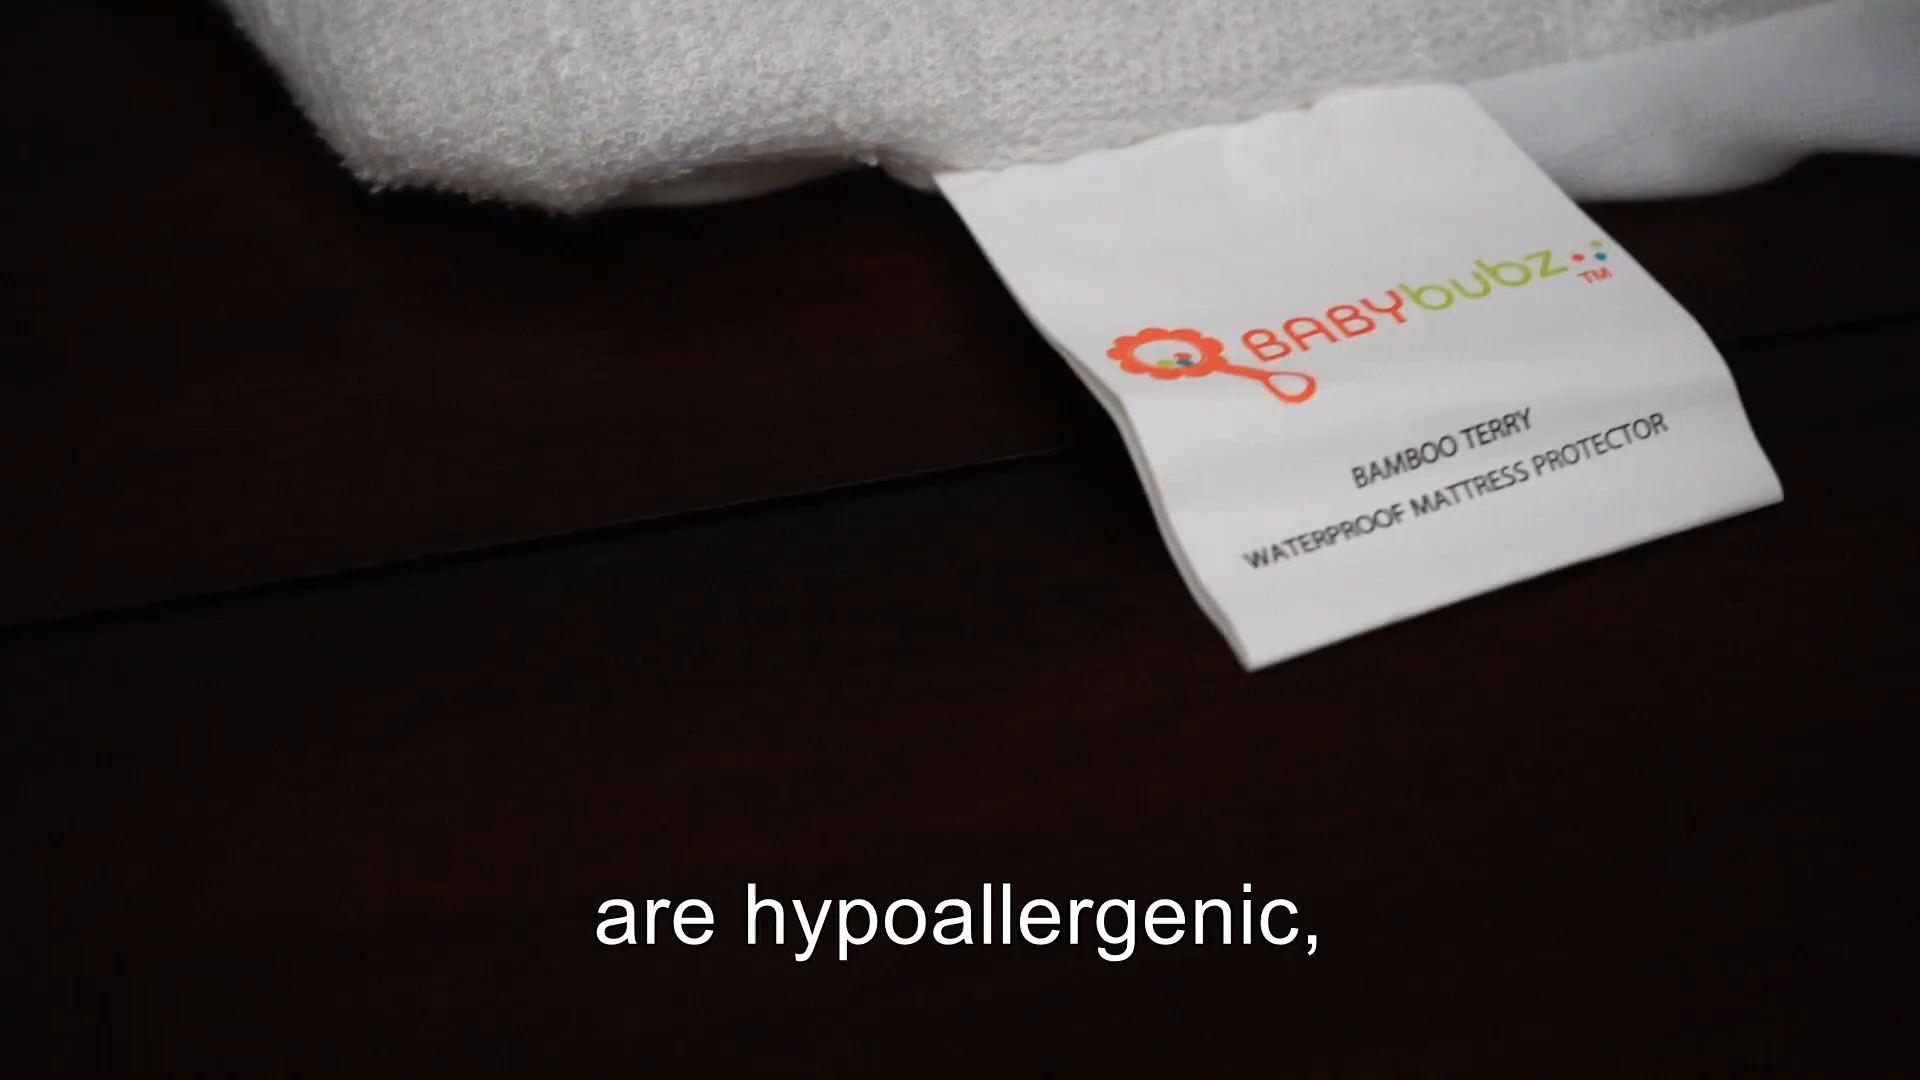 BABYbubz
TM
BAMBOO TERRY
WATERPROOF MATTRESS PROTECTOR
are hypoallergenic,